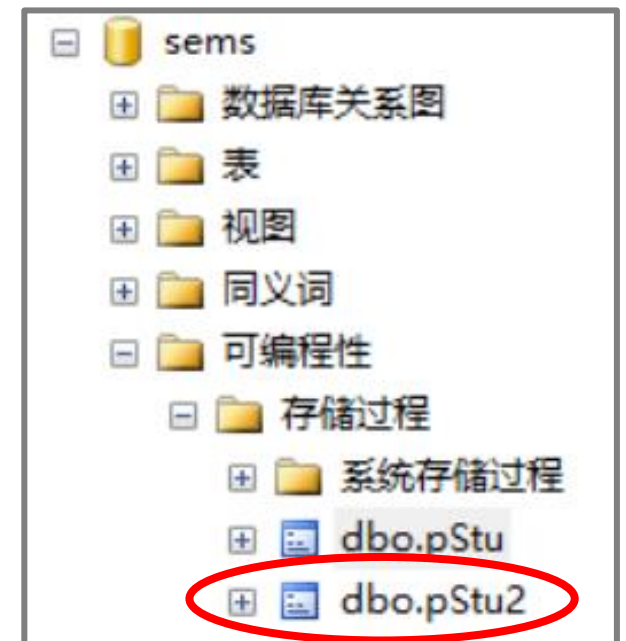 sems
数据库关系图
表
视图
同义词
可编程性
存储过程
系统存储过程
dbo.pStu
dbo.pStu2